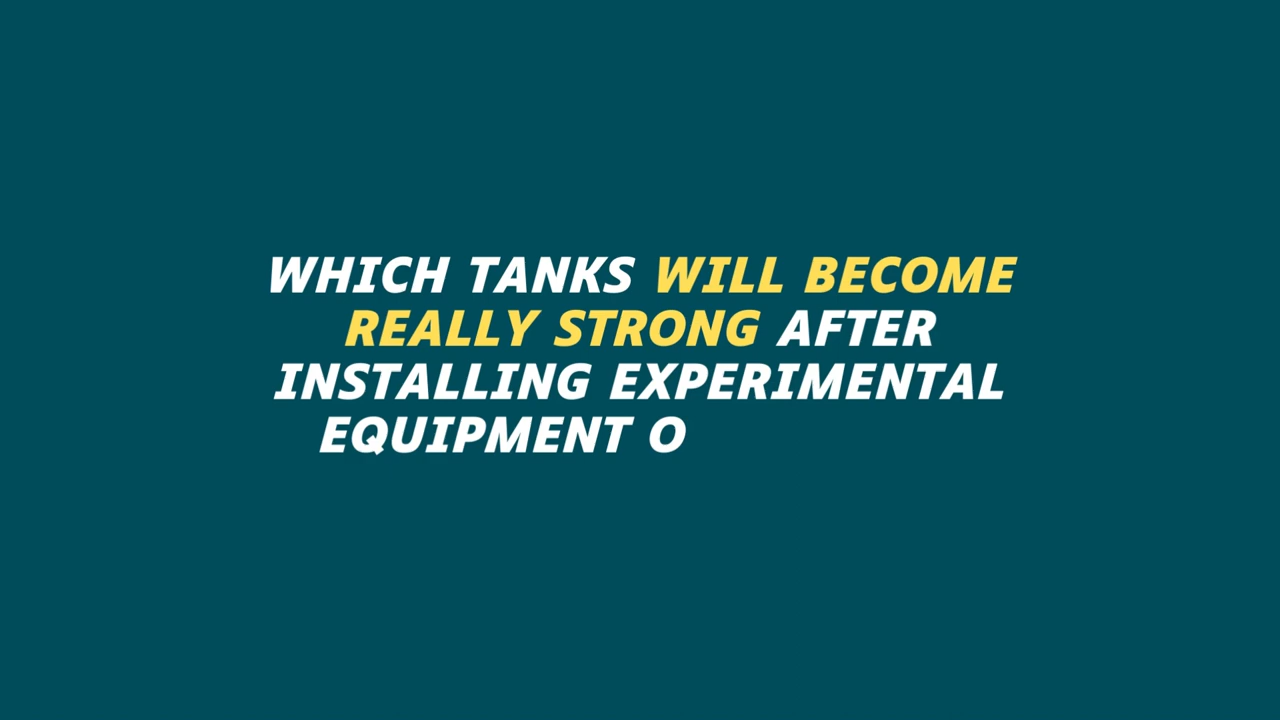 WHICH TANKS WILL BECOME
REALLY STRONG AFTER
INSTALLING EXPERIMENTAL
EQUIPMENT O